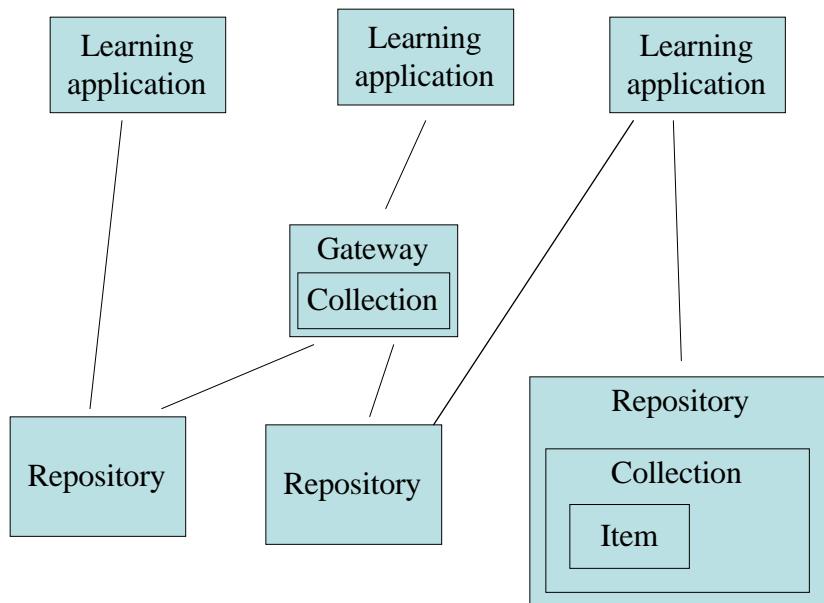 Learning
application
Learning
application
Learning
application
Gateway
Collection
Repository
Repository
Repository
Collection
Item